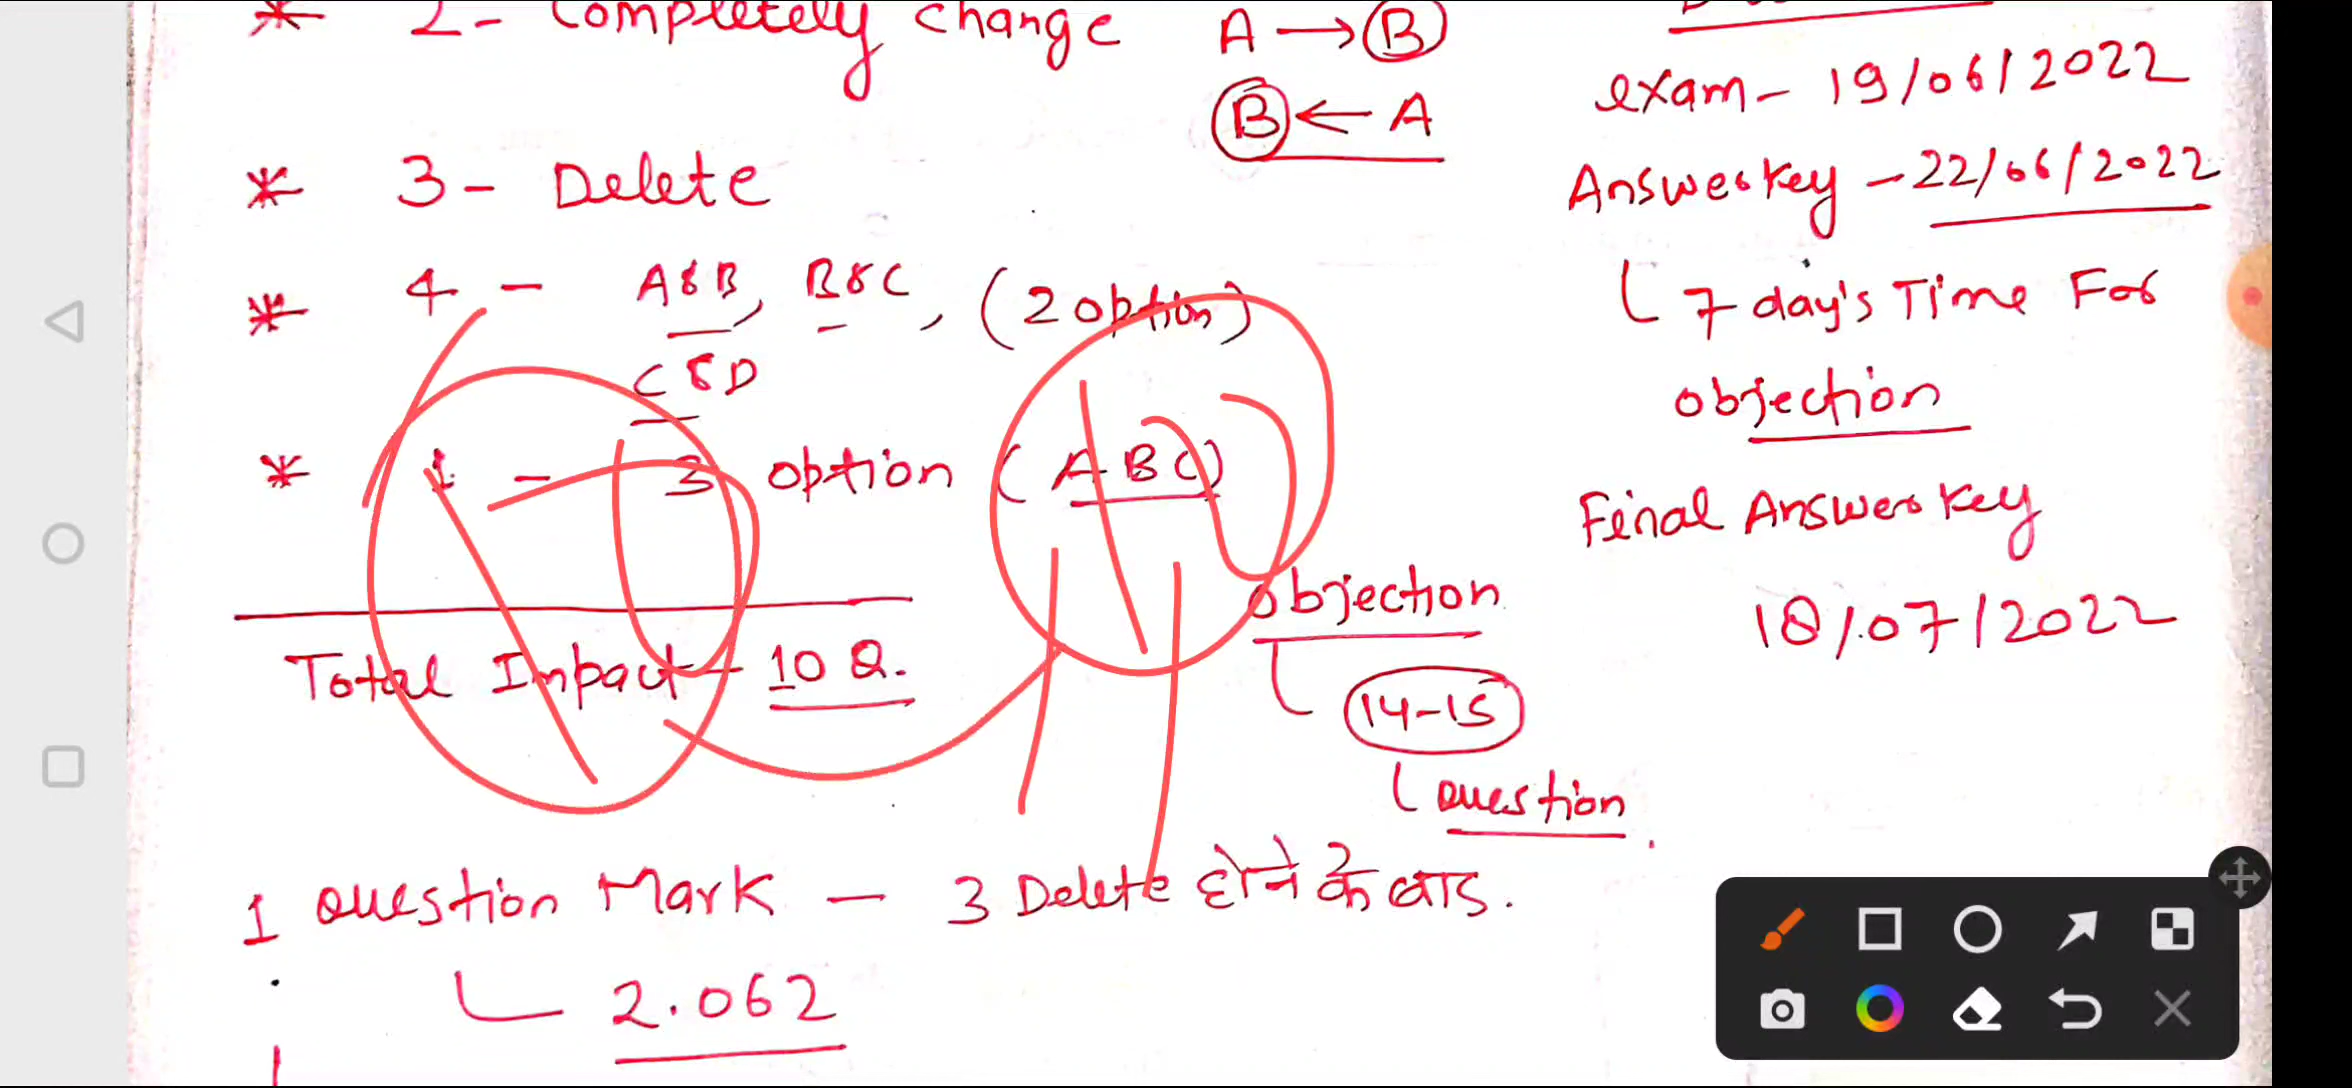 * 2- Completely change A → B
B ← A
* 3 - Delete
* 4 - A&B, B&C, (2 option)
C&D
* 1 - 3 option (ABC)
Total Impact - 10 Q.
objection
14-15
Question
1 Question Mark - 3 Delete होने के बाद.
2.062
exam - 19/06/2022
Answer Key - 22/06/2022
7 day's Time For
objection
Final Answer Key
18/07/2022